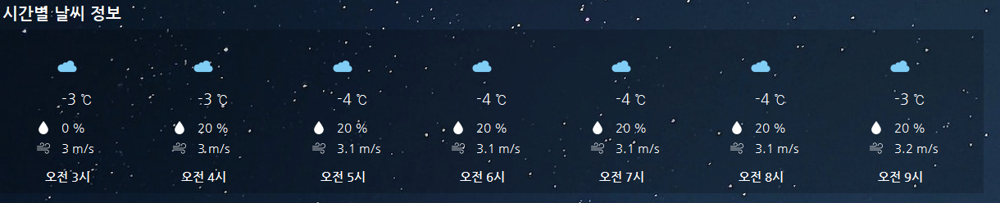 시간별 날씨 정보
-3 ℃ -3 ℃ -4 ℃ -4 ℃ -4 ℃ -4 ℃ -3 ℃
0 % 20 % 20 % 20 % 20 % 20 % 20 %
3 m/s 3 m/s 3.1 m/s 3.1 m/s 3.1 m/s 3.1 m/s 3.2 m/s
오전 3시 오전 4시 오전 5시 오전 6시 오전 7시 오전 8시 오전 9시